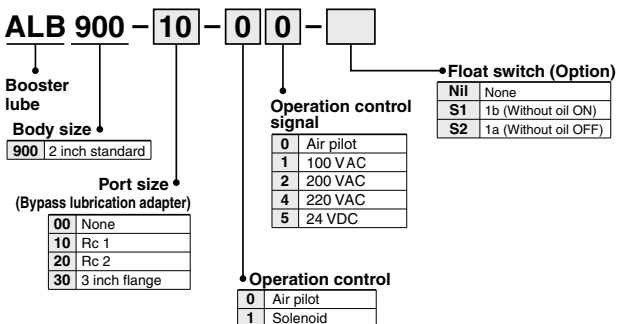 ALB 900 – 10 – 0 0 –
Booster
lube
Body size
900 2 inch standard
Port size
(Bypass lubrication adapter)
00 None
10 Rc 1
20 Rc 2
30 3 inch flange
Operation control
0 Air pilot
1 Solenoid
Operation control
signal
0 Air pilot
1 100 VAC
2 200 VAC
4 220 VAC
5 24 VDC
Float switch (Option)
Nil None
S1 1b (Without oil ON)
S2 1a (Without oil OFF)